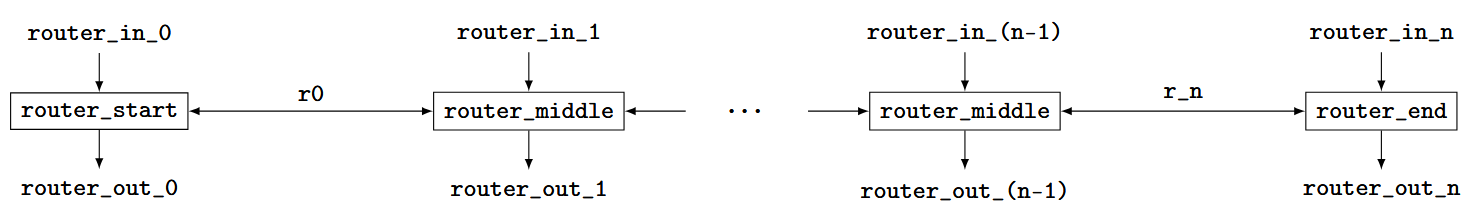 router_in_0 router_in_1 router_in_(n-1) router_in_n
r0 r_n
router_start router_middle ... router_middle router_end
router_out_0 router_out_1 router_out_(n-1) router_out_n